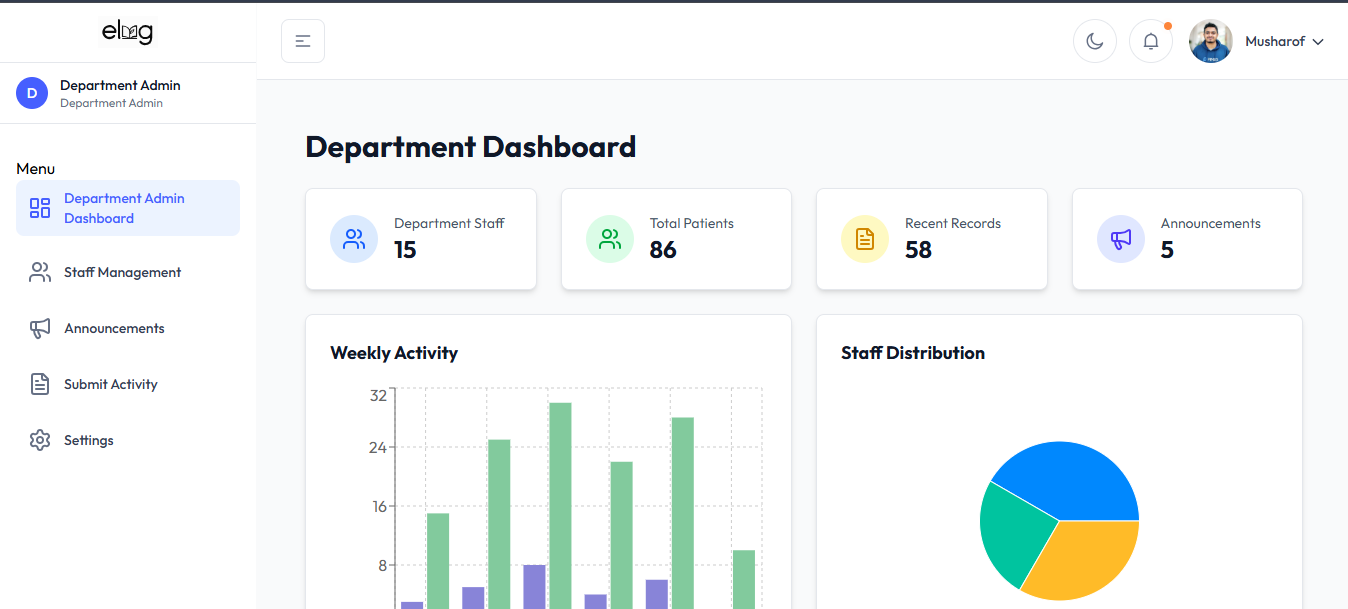 elog
Musharof
D
Department Admin
Department Admin
Menu
Department Admin
Dashboard
Staff Management
Announcements
Submit Activity
Settings
Department Dashboard
Department Staff
15
Total Patients
86
Recent Records
58
Announcements
5
Weekly Activity
32
24
16
8
Staff Distribution